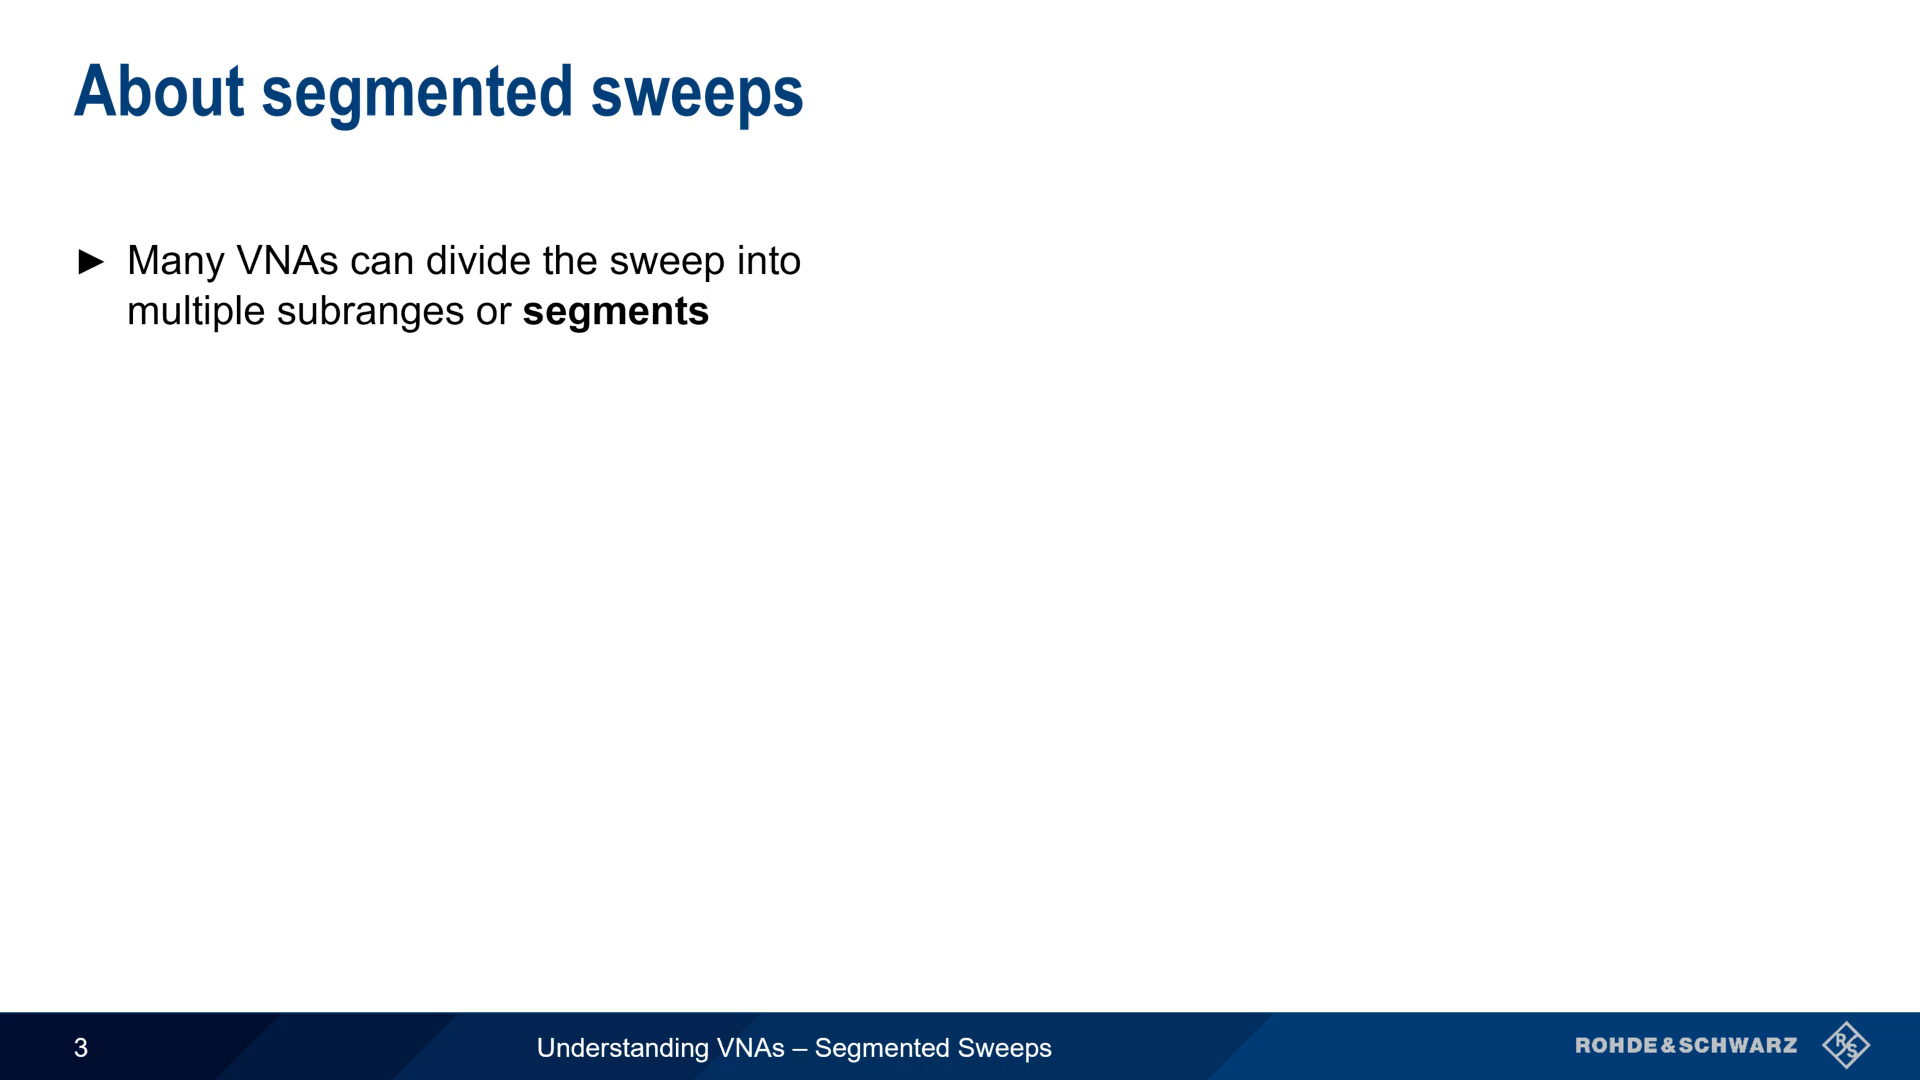 About segmented sweeps
► Many VNAs can divide the sweep into
multiple subranges or segments
3
Understanding VNAs – Segmented Sweeps
ROHDE&SCHWARZ
R&S